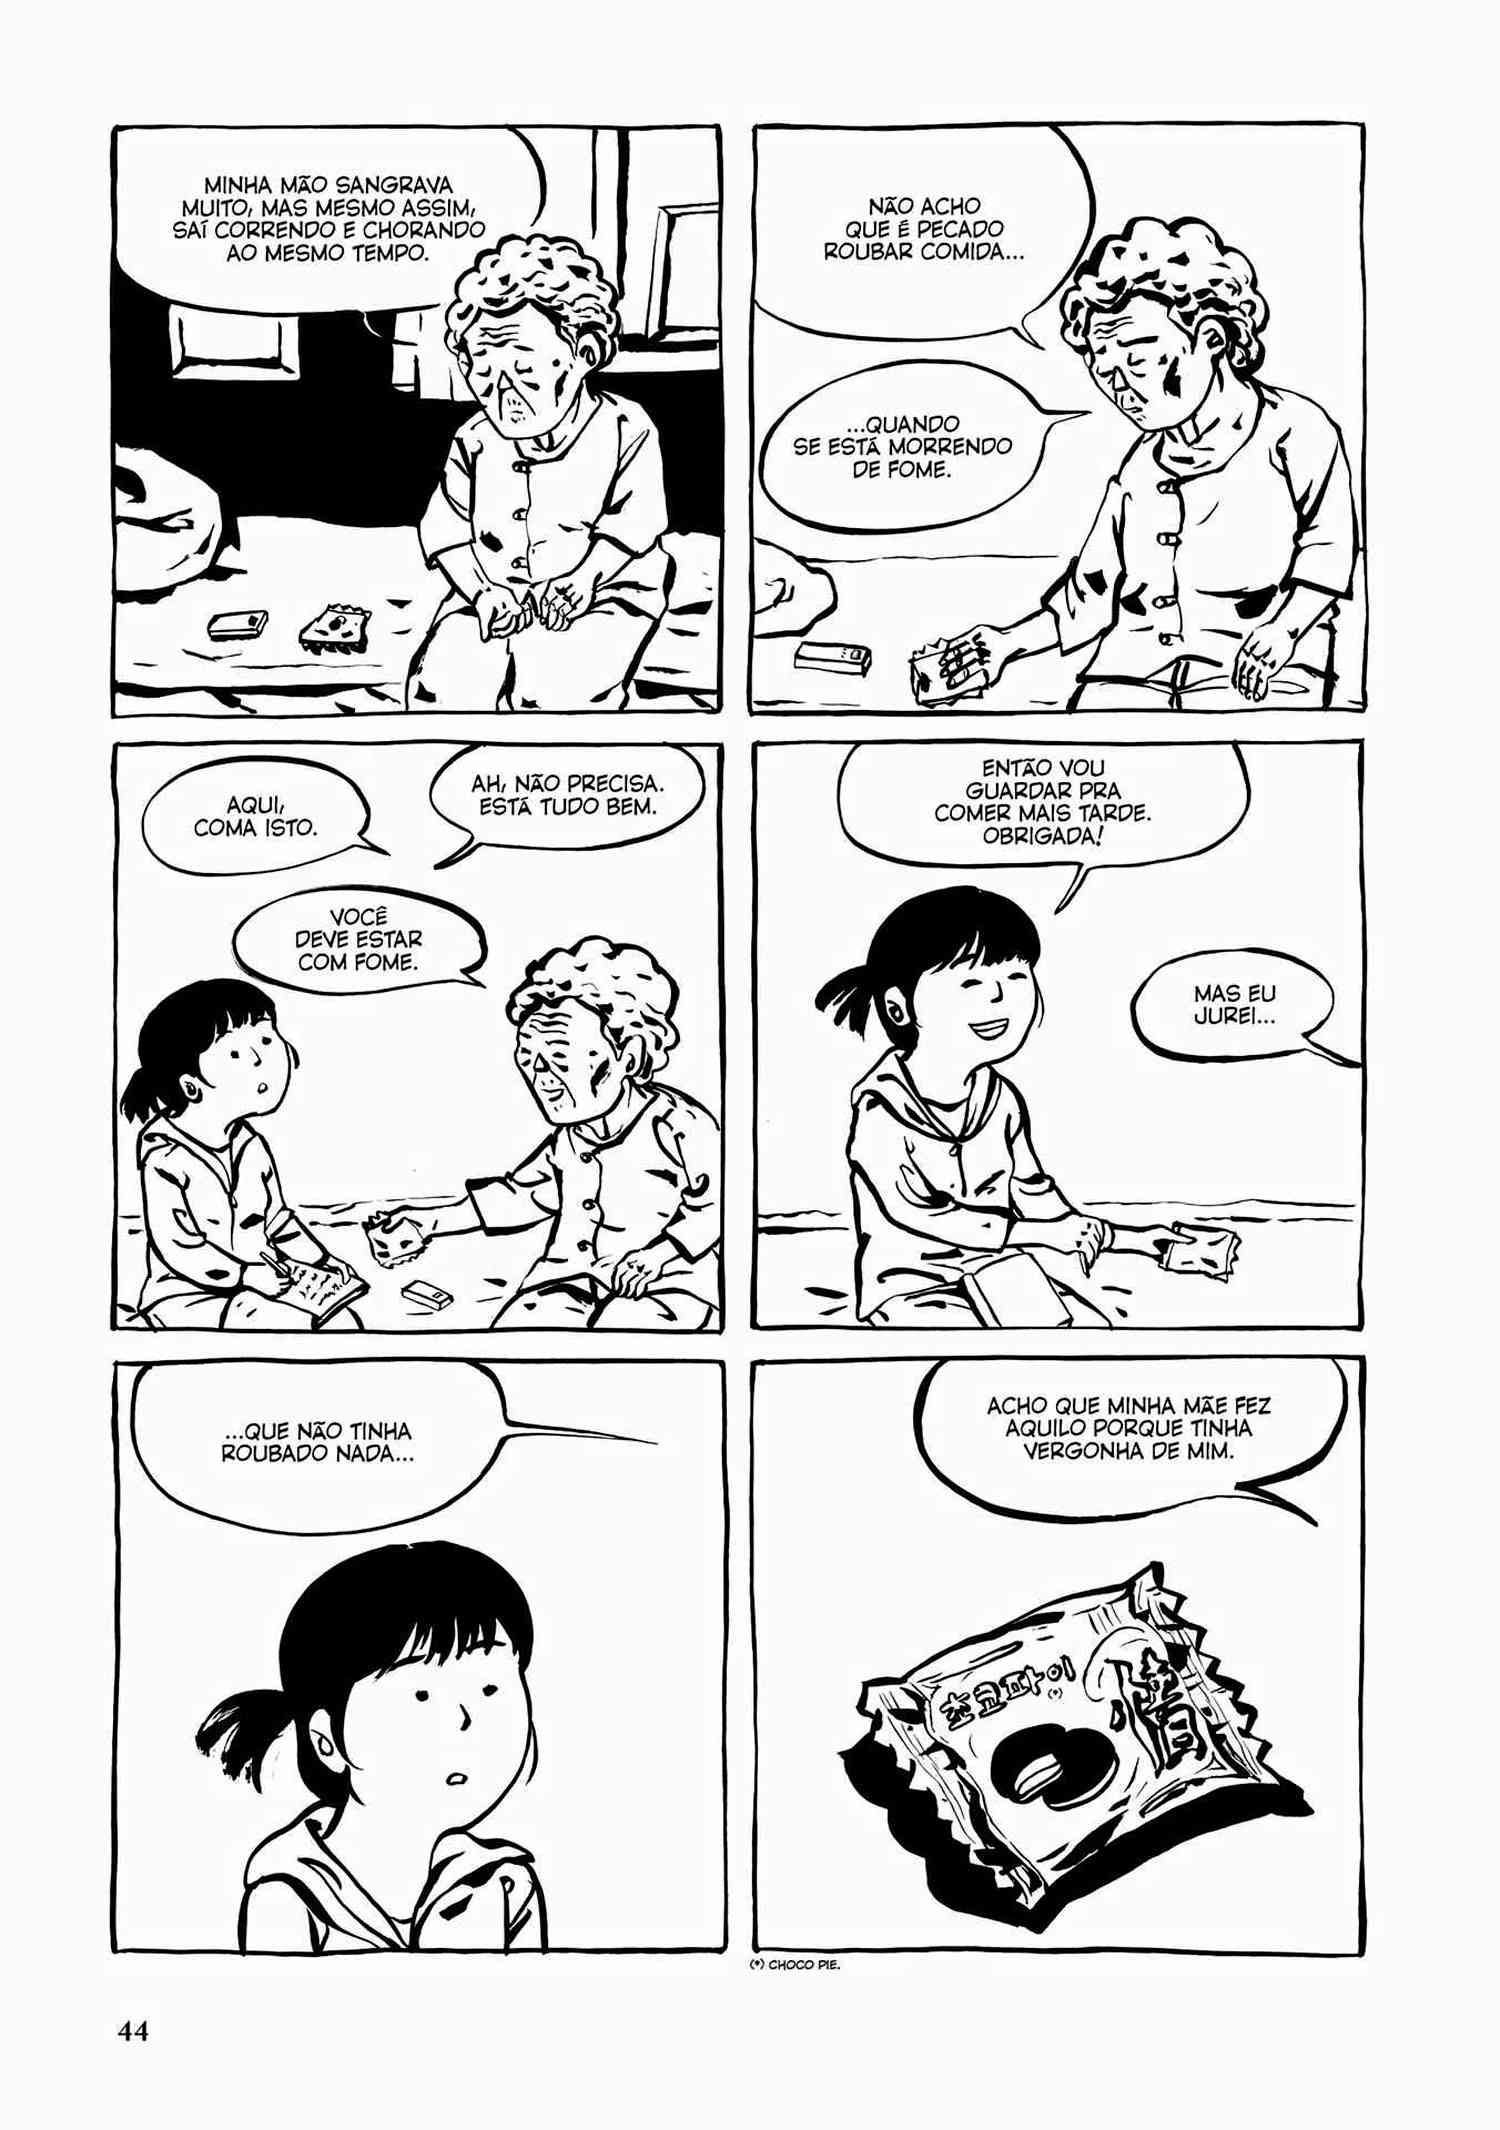 MINHA MÃO SANGRAVA
MUITO, MAS MESMO ASSIM,
SAÍ CORRENDO E CHORANDO
AO MESMO TEMPO.
NÃO ACHO
QUE É PECADO
ROUBAR COMIDA...
...QUANDO
SE ESTÁ MORRENDO
DE FOME.
AQUI,
COMA ISTO.
AH, NÃO PRECISA.
ESTÁ TUDO BEM.
VOCÊ
DEVE ESTAR
COM FOME.
ENTÃO VOU
GUARDAR PRA
COMER MAIS TARDE.
OBRIGADA!
MAS EU
JUREI...
...QUE NÃO TINHA
ROUBADO NADA...
ACHO QUE MINHA MÃE FEZ
AQUILO PORQUE TINHA
VERGONHA DE MIM.
초코파이
(*)
情
(*) CHOCO PIE.
44